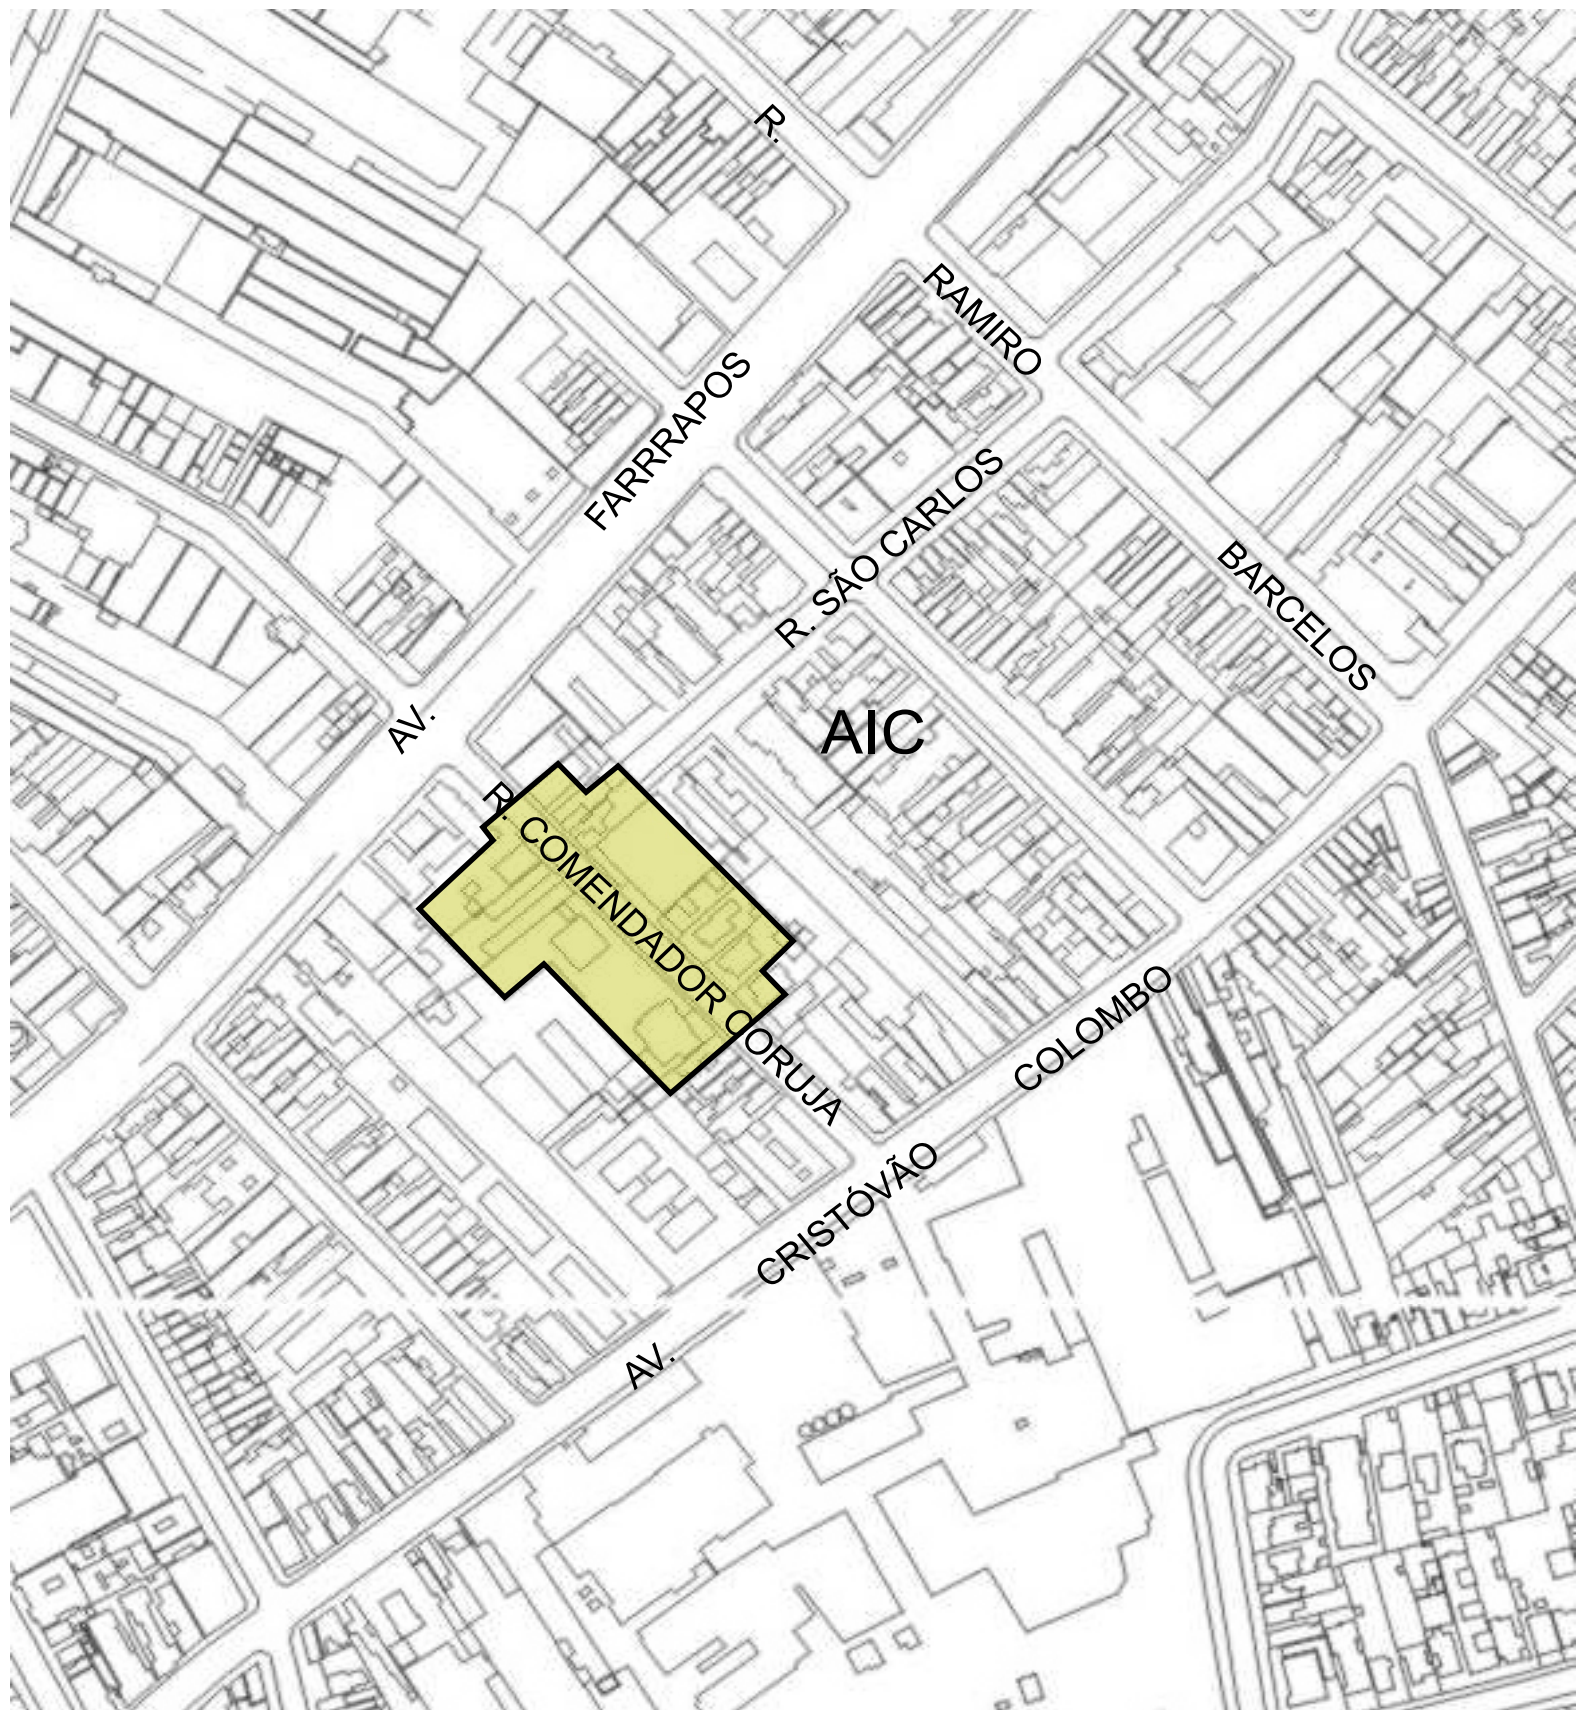 R. RAMIRO BARCELOS
AV. FARRRAPOS
R. SÃO CARLOS
AIC
R. COMENDADOR CORUJA
AV. CRISTÓVÃO COLOMBO